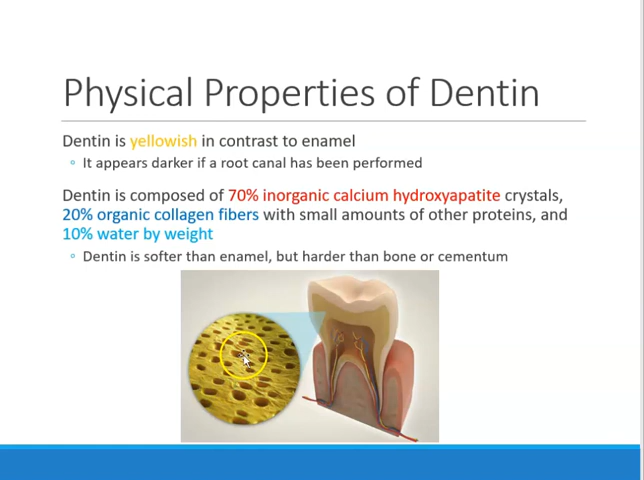 Physical Properties of Dentin
Dentin is yellowish in contrast to enamel
◦ It appears darker if a root canal has been performed
Dentin is composed of 70% inorganic calcium hydroxyapatite crystals,
20% organic collagen fibers with small amounts of other proteins, and
10% water by weight
◦ Dentin is softer than enamel, but harder than bone or cementum